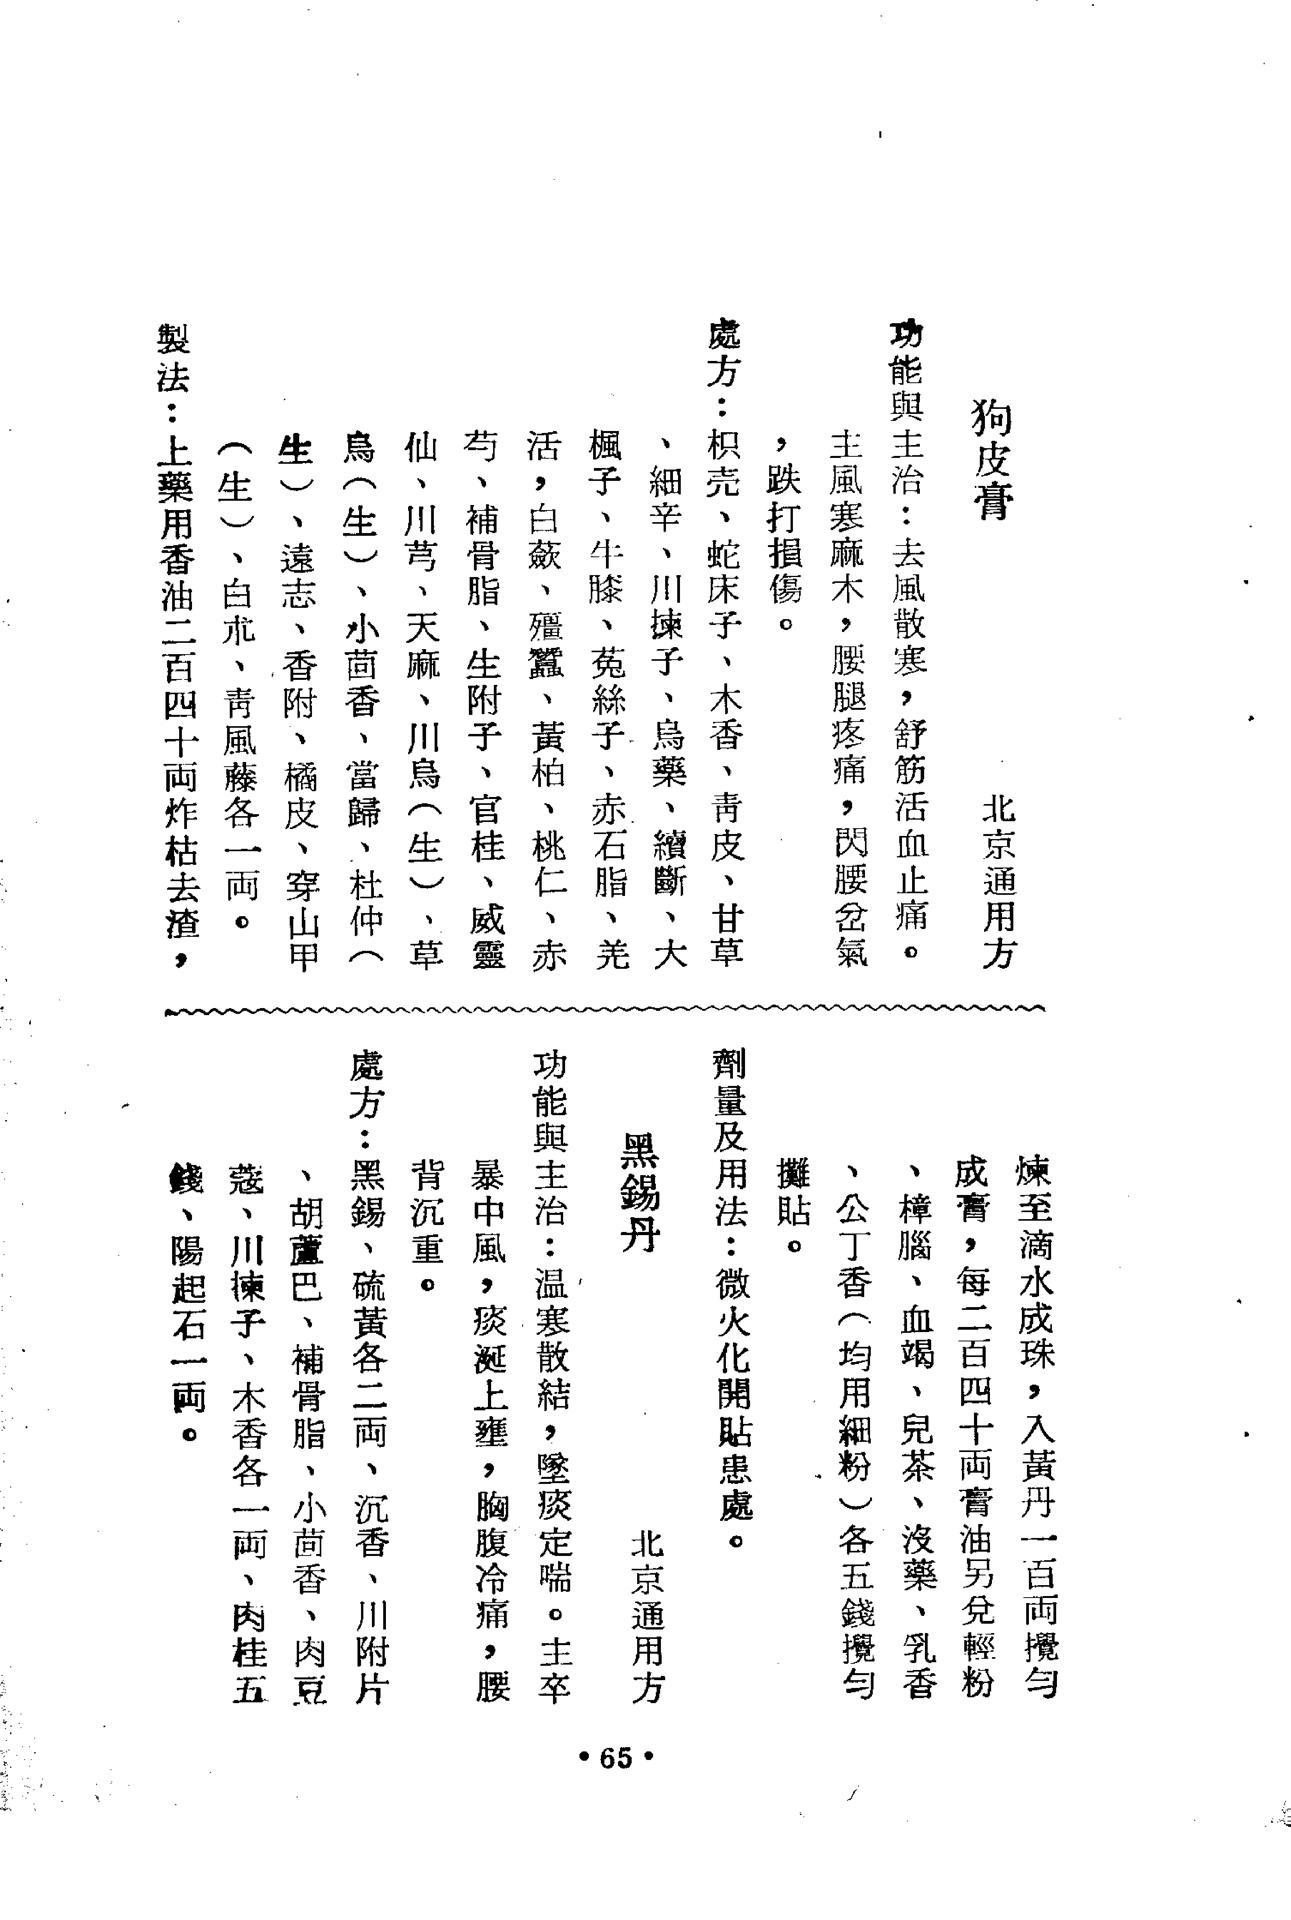 狗皮膏
北京通用方
功能與主治：去風散寒，舒筋活血止痛。
主風寒麻木，腰腿疼痛，閃腰岔氣
，跌打損傷。
處方：枳壳、蛇床子、木香、靑皮、甘草
、細辛、川揀子、烏藥、續斷、大
楓子、牛膝、菟絲子、赤石脂、羌
活，白蔹、殭蠶、黃柏、桃仁、赤
芍、補骨脂、生附子、官桂、威靈
仙、川芎、天麻、川烏（生）、草
烏（生）、小茴香、當歸、杜仲（
生）、遠志、香附、橘皮、穿山甲
（生）、白朮、靑風藤各一両。
製法：上藥用香油二百四十両炸枯去渣，
煉至滴水成珠，入黃丹一百両攪勻
成膏，每二百四十両膏油另兌輕粉
、樟腦、血竭、兒茶、沒藥、乳香
、公丁香（均用細粉）各五錢攪勻
攤貼。
劑量及用法：微火化開貼患處。
黑錫丹
北京通用方
功能與主治：温寒散結，墜痰定喘。主卒
暴中風，痰涎上壅，胸腹冷痛，腰
背沉重。
處方：黑錫、硫黃各二両、沉香、川附片
、胡蘆巴、補骨脂、小茴香、肉豆
蔻、川揀子、木香各一両、肉桂五
錢、陽起石一両。
•65•